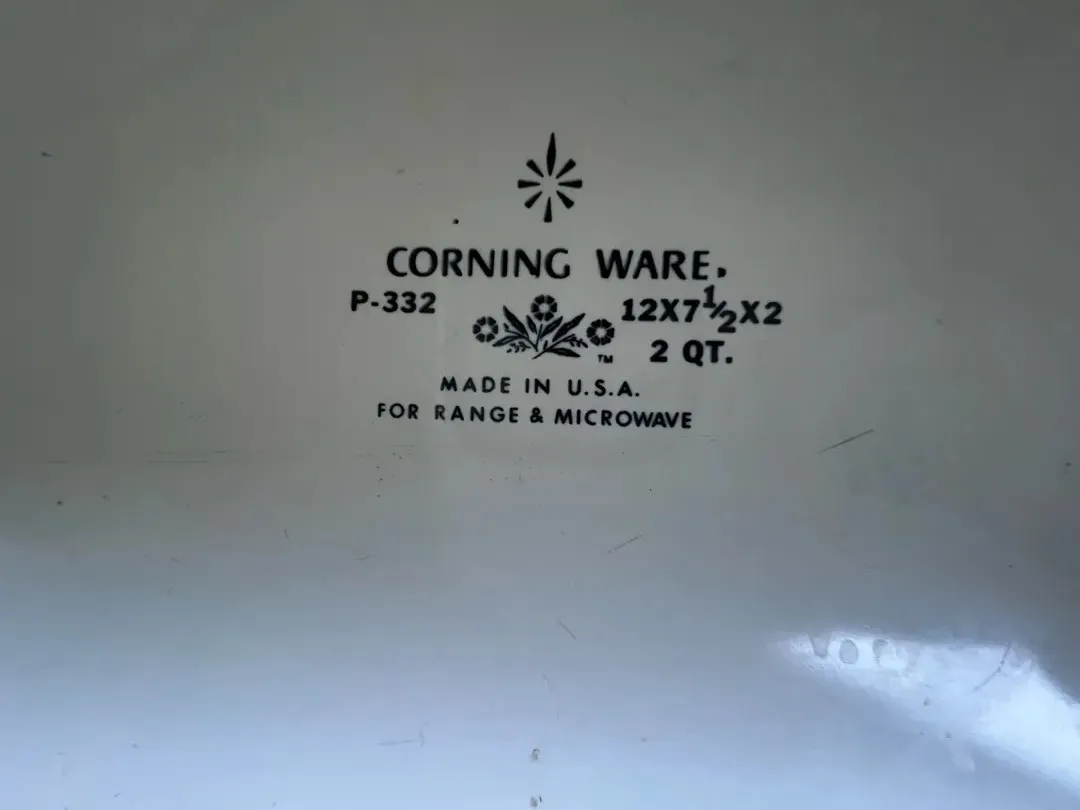 CORNING WARE.
P-332 12X7½X2
TM 2 QT.
MADE IN U.S.A.
FOR RANGE & MICROWAVE